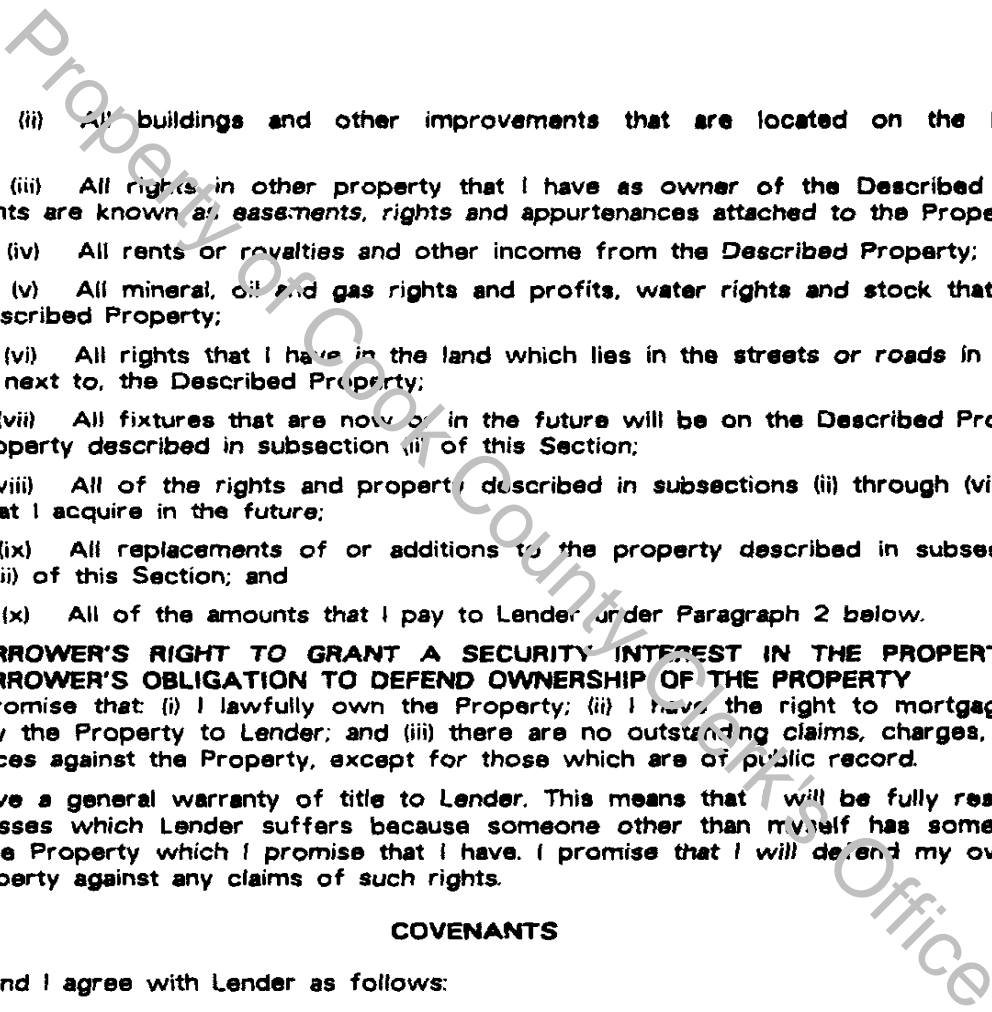 Property of Cook County Clerk's Office
(ii) All buildings and other improvements that are located on the
(iii) All rights in other property that I have as owner of the Described
nts are known as easements, rights and appurtenances attached to the Prope
(iv) All rents or royalties and other income from the Described Property;
(v) All mineral, oil and gas rights and profits, water rights and stock that
scribed Property;
(vi) All rights that I have in the land which lies in the streets or roads in
next to, the Described Property;
(vii) All fixtures that are now or in the future will be on the Described Pro
operty described in subsection (ii) of this Section;
viii) All of the rights and property described in subsections (ii) through (vi
at I acquire in the future;
(ix) All replacements of or additions to the property described in subse
ii) of this Section; and
(x) All of the amounts that I pay to Lender under Paragraph 2 below.
RROWER'S RIGHT TO GRANT A SECURITY INTEREST IN THE PROPERT
RROWER'S OBLIGATION TO DEFEND OWNERSHIP OF THE PROPERTY
romise that: (i) I lawfully own the Property; (ii) I have the right to mortgag
y the Property to Lender; and (iii) there are no outstanding claims, charges,
ces against the Property, except for those which are of public record.
ve a general warranty of title to Lender. This means that will be fully res
sses which Lender suffers because someone other than myself has some
e Property which I promise that I have. I promise that I will defend my ow
perty against any claims of such rights.
COVENANTS
nd I agree with Lender as follows: